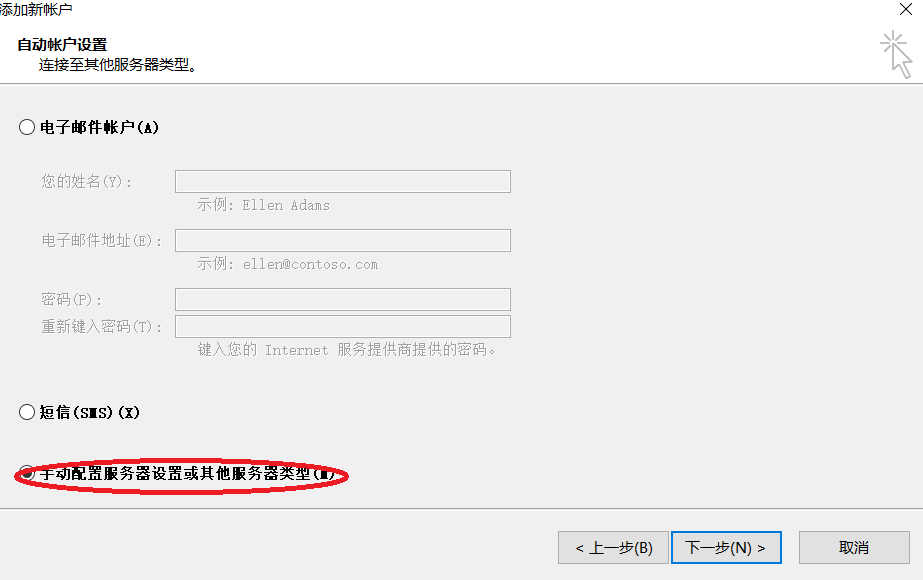 添加新帐户
自动帐户设置
连接至其他服务器类型。
电子邮件帐户(A)
您的姓名(Y):
示例: Ellen Adams
电子邮件地址(E):
示例: ellen@contoso.com
密码(P):
重新键入密码(T):
键入您的 Internet 服务提供商提供的密码。
短信(SMS)(X)
手动配置服务器设置或其他服务器类型(M)
< 上一步(B) 下一步(N) > 取消